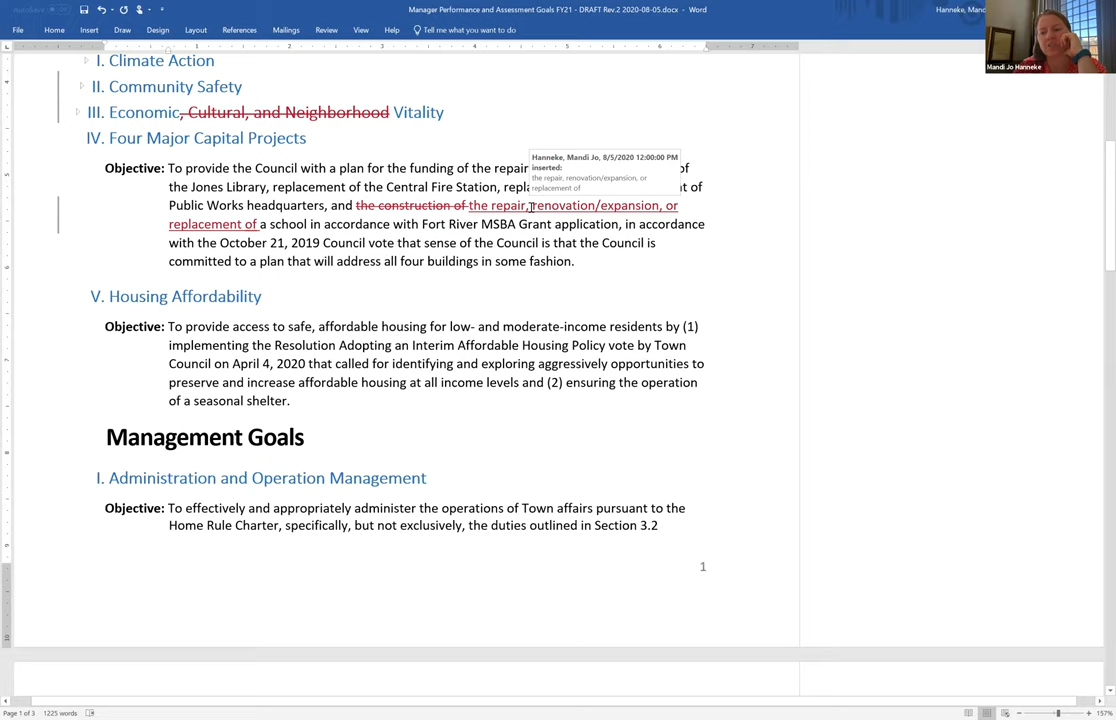 Manager Performance and Assessment Goals FY21 - DRAFT Rev.2 2020-08-05.docx - Word
Hanneke, Mand
File Home Insert Draw Design Layout References Mailings Review View Help Tell me what you want to do
Mandi Jo Hanneke
I. Climate Action
II. Community Safety
III. Economic, Cultural, and Neighborhood Vitality
IV. Four Major Capital Projects
Hanneke, Mandi Jo, 8/5/2020 12:00:00 PM
inserted:
the repair, renovation/expansion, or
replacement of
Objective: To provide the Council with a plan for the funding of the repair of
the Jones Library, replacement of the Central Fire Station, repla t of
Public Works headquarters, and the construction of the repair, renovation/expansion, or
replacement of a school in accordance with Fort River MSBA Grant application, in accordance
with the October 21, 2019 Council vote that sense of the Council is that the Council is
committed to a plan that will address all four buildings in some fashion.
V. Housing Affordability
Objective: To provide access to safe, affordable housing for low- and moderate-income residents by (1)
implementing the Resolution Adopting an Interim Affordable Housing Policy vote by Town
Council on April 4, 2020 that called for identifying and exploring aggressively opportunities to
preserve and increase affordable housing at all income levels and (2) ensuring the operation
of a seasonal shelter.
Management Goals
I. Administration and Operation Management
Objective: To effectively and appropriately administer the operations of Town affairs pursuant to the
Home Rule Charter, specifically, but not exclusively, the duties outlined in Section 3.2
1
Page 1 of 3 1225 words
157%